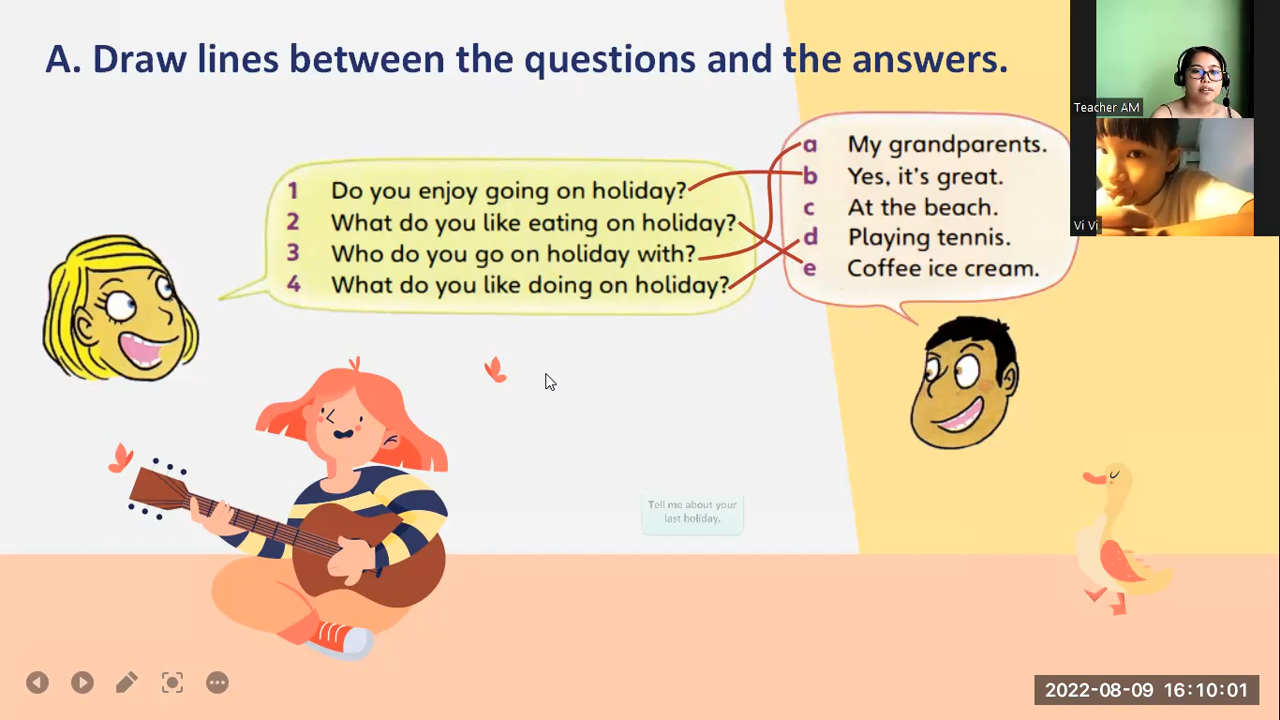 A. Draw lines between the questions and the answers.
Teacher AM
Vi Vi
1 Do you enjoy going on holiday?
2 What do you like eating on holiday?
3 Who do you go on holiday with?
4 What do you like doing on holiday?
a My grandparents.
b Yes, it's great.
c At the beach.
d Playing tennis.
e Coffee ice cream.
Tell me about your
last holiday.
2022-08-09 16:10:01